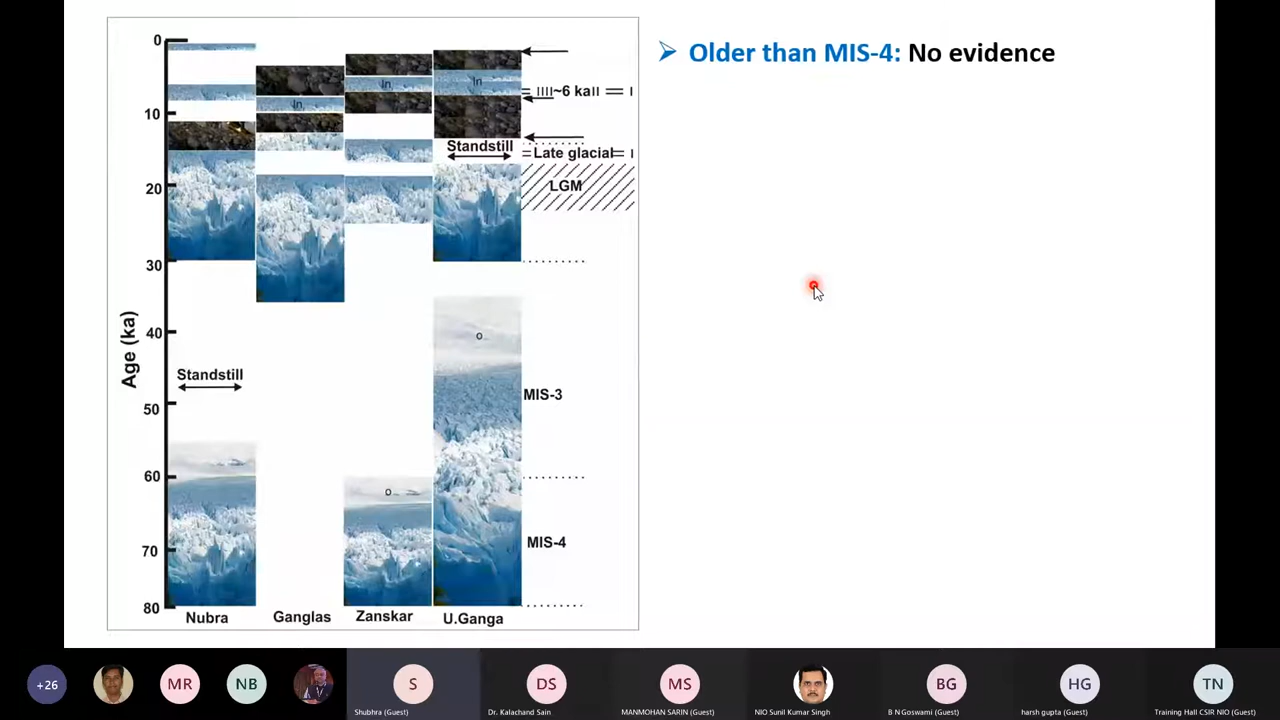 ➢ Older than MIS-4: No evidence
0
10
20
30
40
50
60
70
80
Age (ka)
In
In
In
~6 ka
Standstill
Late glacial
LGM
Standstill
o
MIS-3
o
MIS-4
Nubra
Ganglas
Zanskar
U.Ganga
+26
MR
NB
S
DS
MS
BG
HG
TN
Shubhra (Guest)
Dr. Kalachand Sain
MANMOHAN SARIN (Guest)
NIO Sunil Kumar Singh
B N Goswami (Guest)
harsh gupta (Guest)
Training Hall CSIR NIO (Guest)